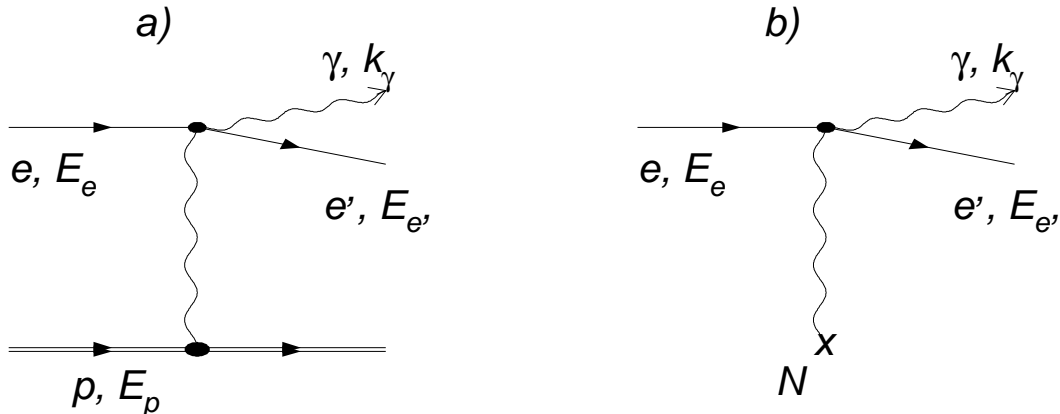 a)
b)
γ, k_γ
γ, k_γ
e, E_e
e', E_e'
e, E_e
e', E_e'
p, E_p
N
x